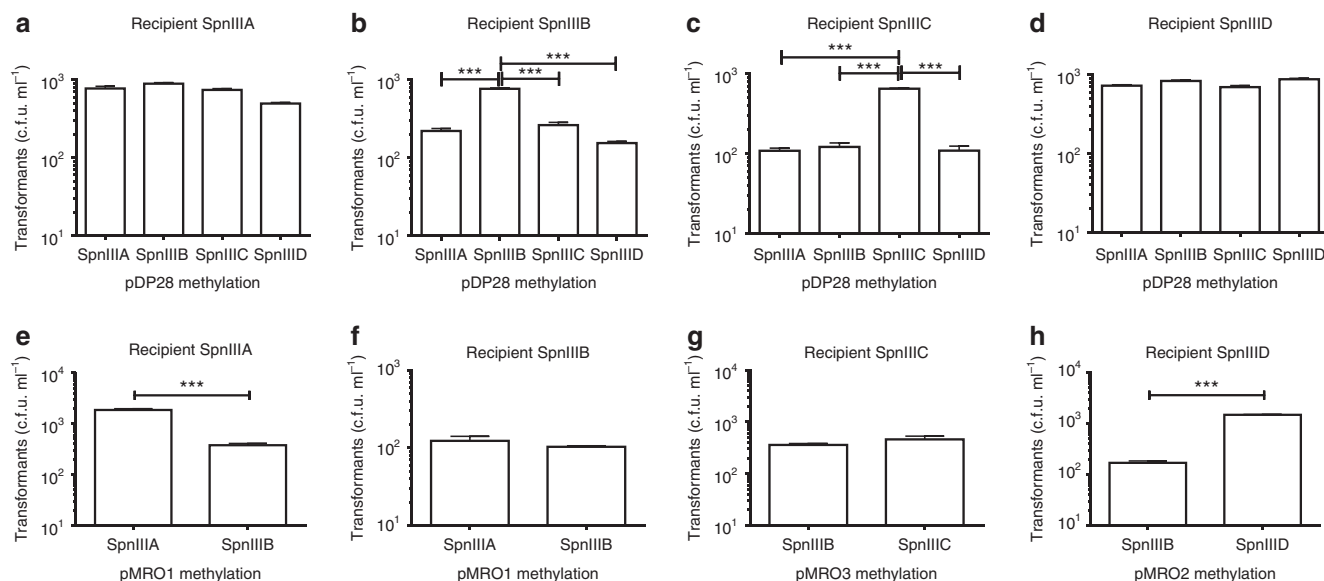 a
Recipient SpnIIIA
Transformants (c.f.u. ml⁻¹)
10³
10²
10¹
SpnIIIA SpnIIIB SpnIIIC SpnIIID
pDP28 methylation
b
Recipient SpnIIIB
Transformants (c.f.u. ml⁻¹)
***
*** ***
10³
10²
10¹
SpnIIIA SpnIIIB SpnIIIC SpnIIID
pDP28 methylation
c
Recipient SpnIIIC
Transformants (c.f.u. ml⁻¹)
***
*** ***
10³
10²
10¹
SpnIIIA SpnIIIB SpnIIIC SpnIIID
pDP28 methylation
d
Recipient SpnIIID
Transformants (c.f.u. ml⁻¹)
10³
10²
10¹
SpnIIIA SpnIIIB SpnIIIC SpnIIID
pDP28 methylation
e
Recipient SpnIIIA
Transformants (c.f.u. ml⁻¹)
***
10⁴
10³
10²
10¹
SpnIIIA SpnIIIB
pMRO1 methylation
f
Recipient SpnIIIB
Transformants (c.f.u. ml⁻¹)
10³
10²
10¹
SpnIIIA SpnIIIB
pMRO1 methylation
g
Recipient SpnIIIC
Transformants (c.f.u. ml⁻¹)
10⁴
10³
10²
10¹
SpnIIIB SpnIIIC
pMRO3 methylation
h
Recipient SpnIIID
Transformants (c.f.u. ml⁻¹)
***
10⁴
10³
10²
10¹
SpnIIIB SpnIIID
pMRO2 methylation